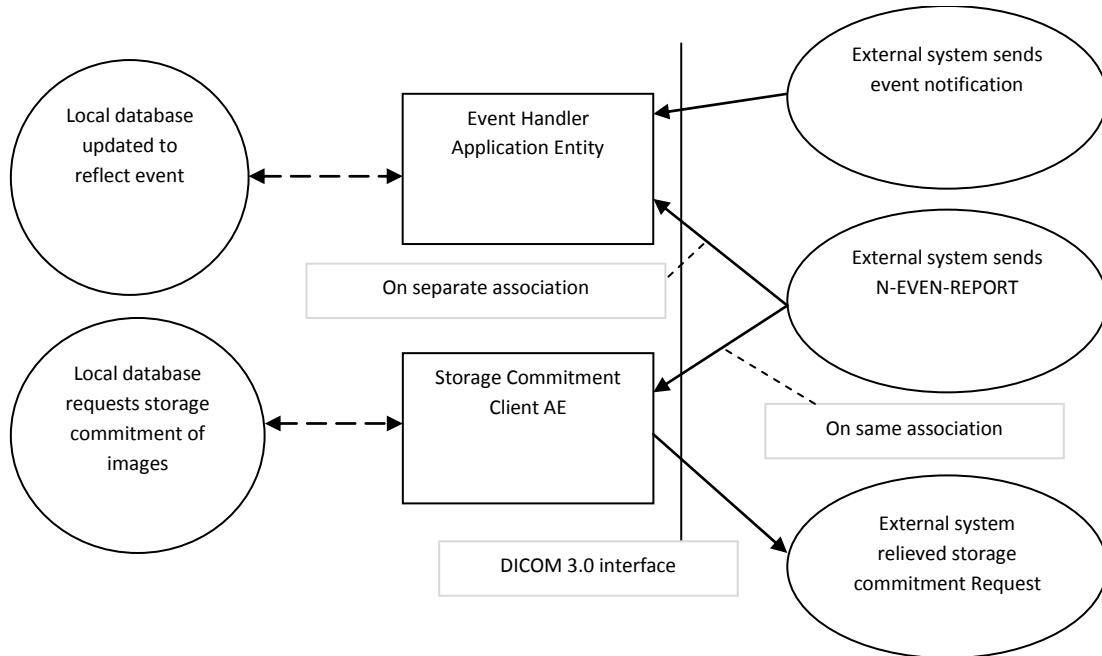 External system sends
event notification
Local database
updated to
reflect event
Event Handler
Application Entity
On separate association
External system sends
N-EVEN-REPORT
Local database
requests storage
commitment of
images
Storage Commitment
Client AE
On same association
DICOM 3.0 interface
External system
relieved storage
commitment Request